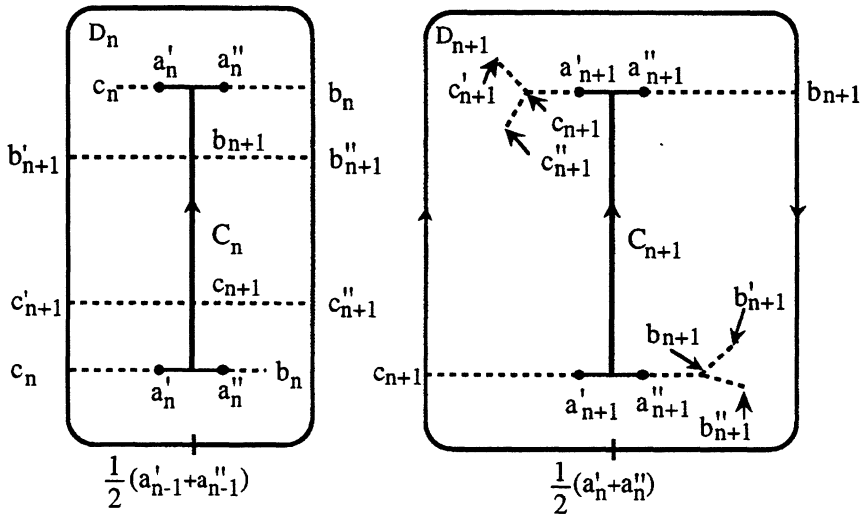 Dₙ
a'ₙ a''ₙ
cₙ bₙ
b'ₙ₊₁ bₙ₊₁ b''ₙ₊₁
Cₙ
c'ₙ₊₁ cₙ₊₁ c''ₙ₊₁
cₙ bₙ
a'ₙ a''ₙ
½(a'ₙ₋₁+a''ₙ₋₁)
Dₙ₊₁
c'ₙ₊₁ a'ₙ₊₁ a''ₙ₊₁
bₙ₊₁
cₙ₊₁
c''ₙ₊₁
Cₙ₊₁
b'ₙ₊₁
bₙ₊₁
cₙ₊₁
a'ₙ₊₁ a''ₙ₊₁
b''ₙ₊₁
½(a'ₙ+a''ₙ)